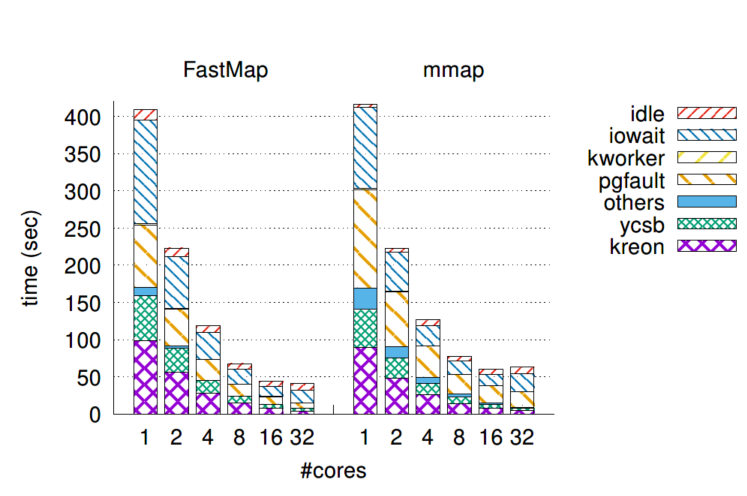 FastMap mmap
400
350
300
250
200
150
100
50
0
time (sec)
1 2 4 8 16 32 1 2 4 8 16 32
#cores
idle
iowait
kworker
pgfault
others
ycsb
kreon